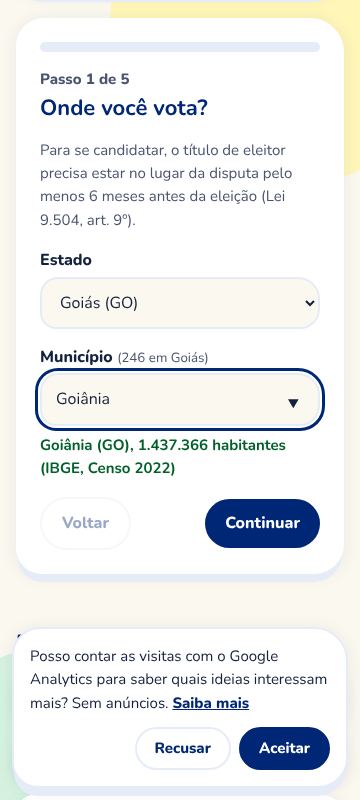 Passo 1 de 5
Onde você vota?
Para se candidatar, o título de eleitor
precisa estar no lugar da disputa pelo
menos 6 meses antes da eleição (Lei
9.504, art. 9º).
Estado
Goiás (GO)
Município (246 em Goiás)
Goiânia
Goiânia (GO), 1.437.366 habitantes
(IBGE, Censo 2022)
Voltar
Continuar
Posso contar as visitas com o Google
Analytics para saber quais ideias interessam
mais? Sem anúncios. Saiba mais
Recusar
Aceitar